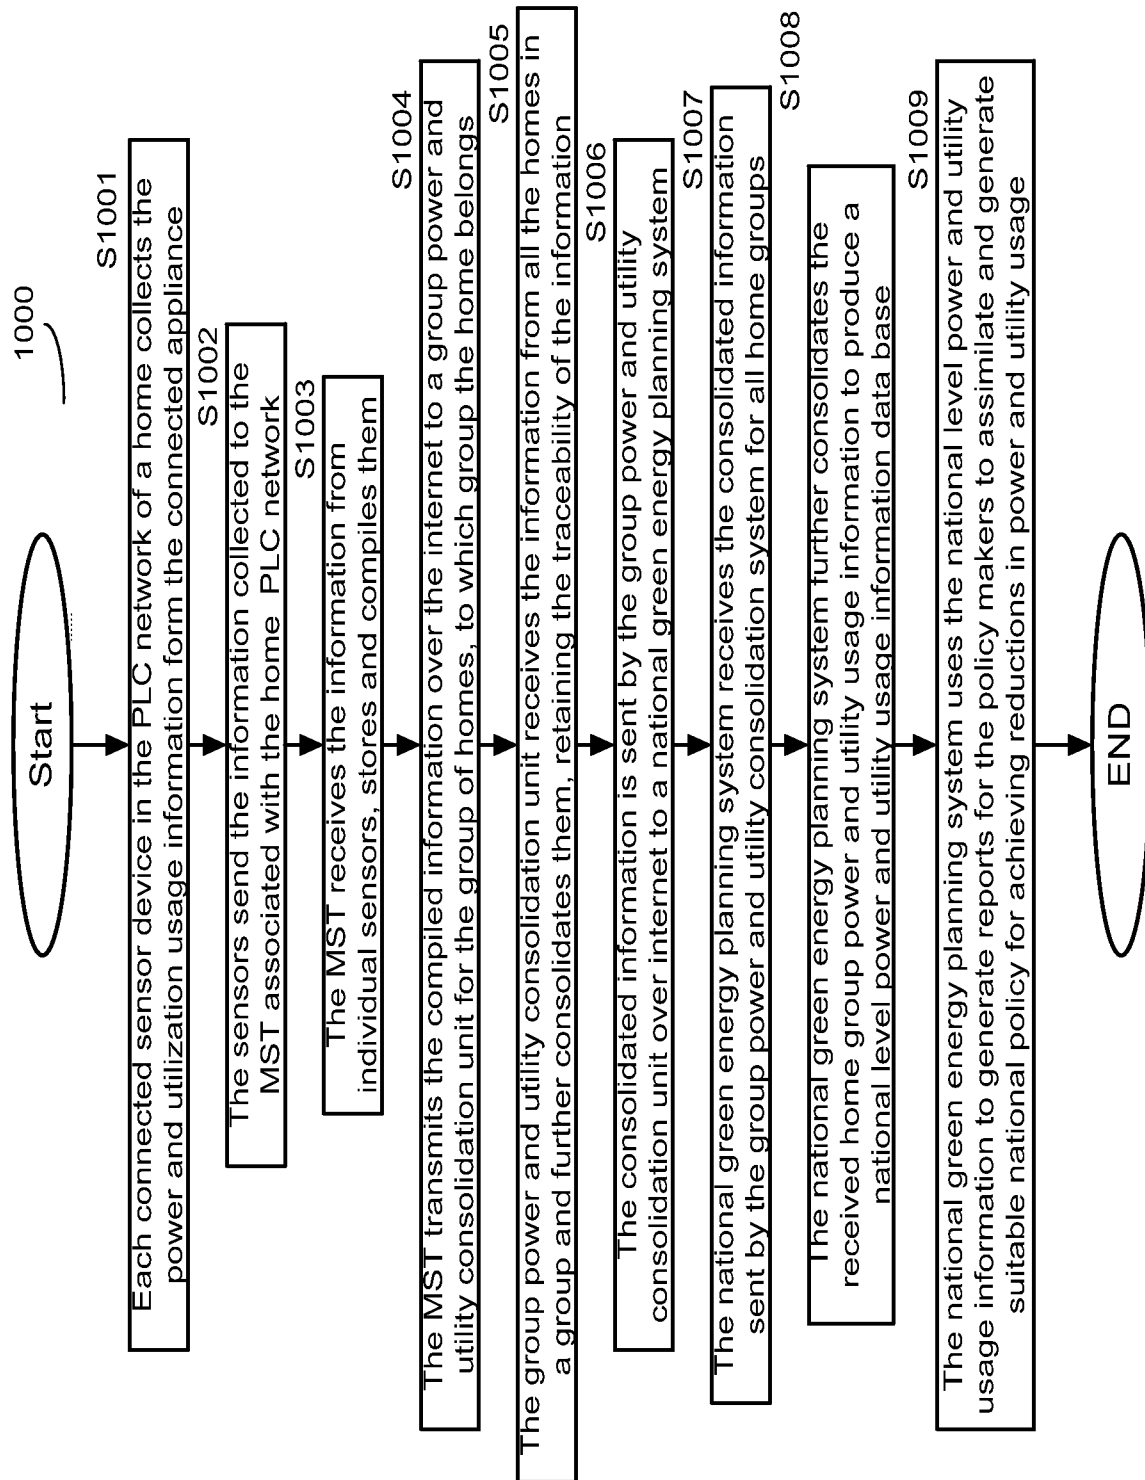 1000
Start
S1001
Each connected sensor device in the PLC network of a home collects the
power and utilization usage information form the connected appliance
S1002
The sensors send the information collected to the
MST associated with the home PLC network
S1003
The MST receives the information from
individual sensors, stores and compiles them
S1004
The MST transmits the compiled information over the internet to a group power and
utility consolidation unit for the group of homes, to which group the home belongs
S1005
The group power and utility consolidation unit receives the information from all the homes in
a group and further consolidates them, retaining the traceability of the information
S1006
The consolidated information is sent by the group power and utility
consolidation unit over internet to a national green energy planning system
S1007
The national green energy planning system receives the consolidated information
sent by the group power and utility consolidation system for all home groups
S1008
The national green energy planning system further consolidates the
received home group power and utility usage information to produce a
national level power and utility usage information data base
S1009
The national green energy planning system uses the national level power and utility
usage information to generate reports for the policy makers to assimilate and generate
suitable national policy for achieving reductions in power and utility usage
END